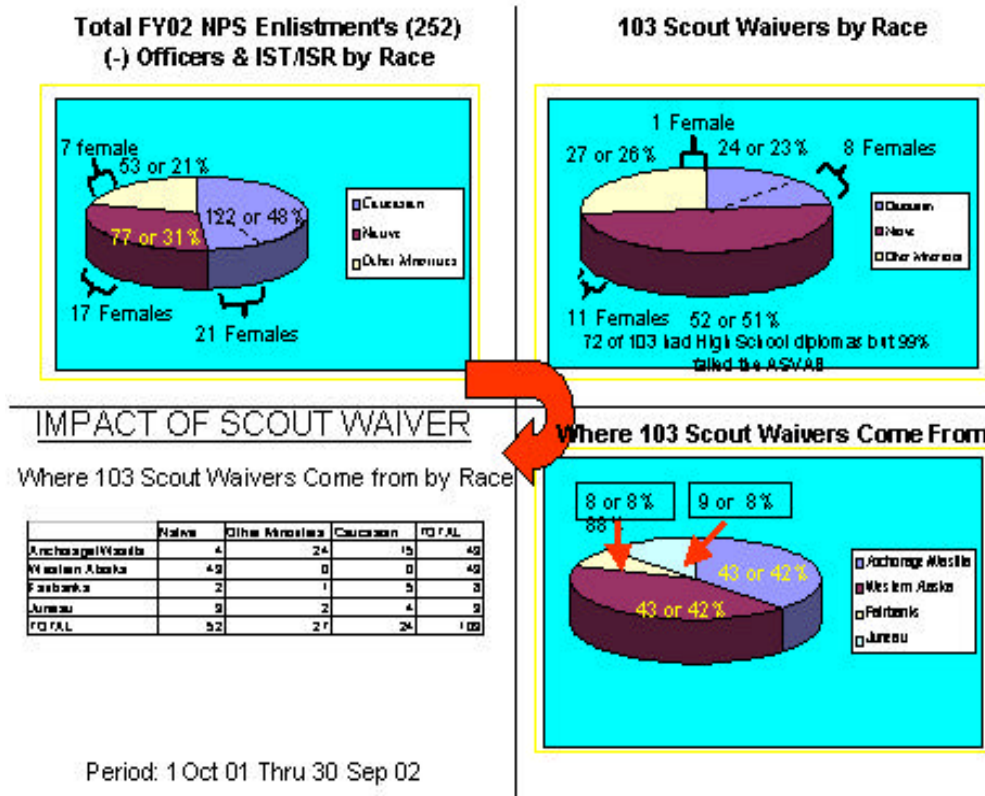 Total FY02 NPS Enlistment's (252)
(-) Officers & IST/ISR by Race
7 female
53 or 21%
122 or 48%
77 or 31%
17 Females
21 Females
Caucasian
Native
Other Minorities
103 Scout Waivers by Race
1 Female
27 or 26%
24 or 23%
8 Females
11 Females
52 or 51%
72 of 103 had High School diplomas but 99%
failed the ASVAB
Caucasian
Native
Other Minorities
IMPACT OF SCOUT WAIVER
Where 103 Scout Waivers Come from by Race
Native Other Minorities Caucasian TOTAL
Anchorage/Wasilla 4 24 15 43
Western Alaska 43 0 0 43
Fairbanks 2 1 5 8
Juneau 3 2 4 9
TOTAL 52 27 24 103
Period: 1 Oct 01 Thru 30 Sep 02
Where 103 Scout Waivers Come From
8 or 8%
88%
9 or 8%
43 or 42%
43 or 42%
Anchorage/Wasilla
Western Alaska
Fairbanks
Juneau